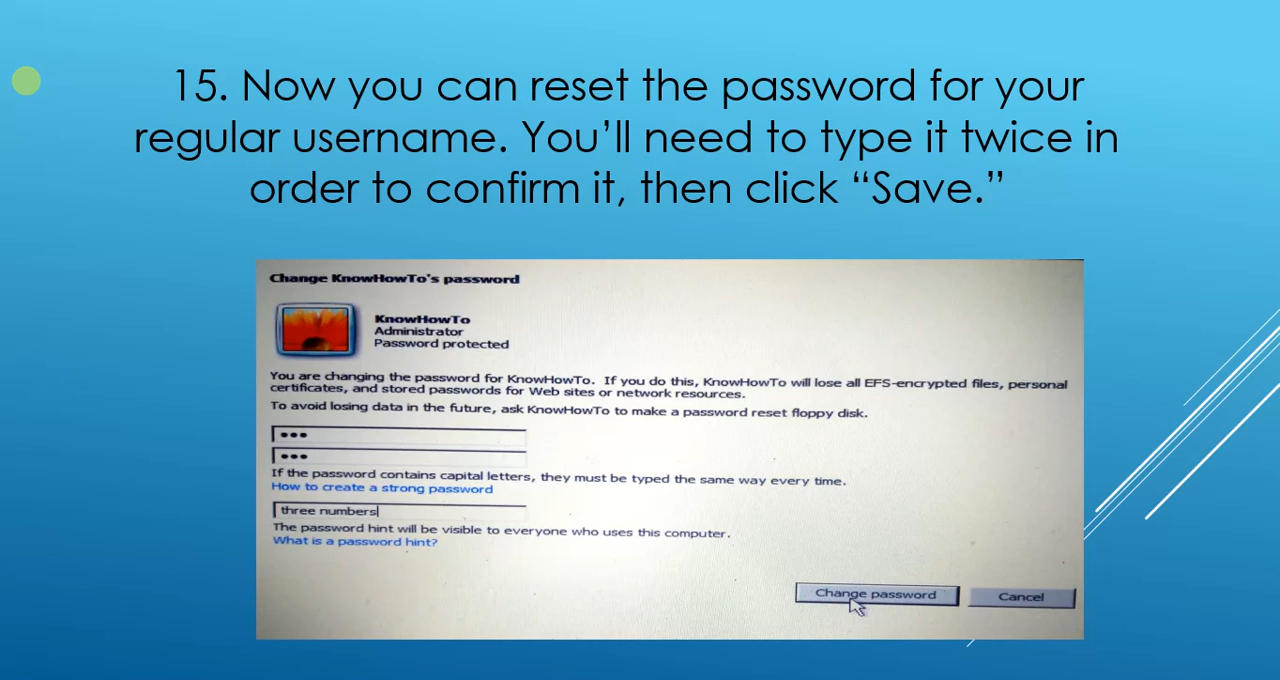 15. Now you can reset the password for your
regular username. You’ll need to type it twice in
order to confirm it, then click “Save.”
Change KnowHowTo's password
KnowHowTo
Administrator
Password protected
You are changing the password for KnowHowTo. If you do this, KnowHowTo will lose all EFS-encrypted files, personal
certificates, and stored passwords for Web sites or network resources.
To avoid losing data in the future, ask KnowHowTo to make a password reset floppy disk.
•••
•••
If the password contains capital letters, they must be typed the same way every time.
How to create a strong password
three numbers
The password hint will be visible to everyone who uses this computer.
What is a password hint?
Change password Cancel